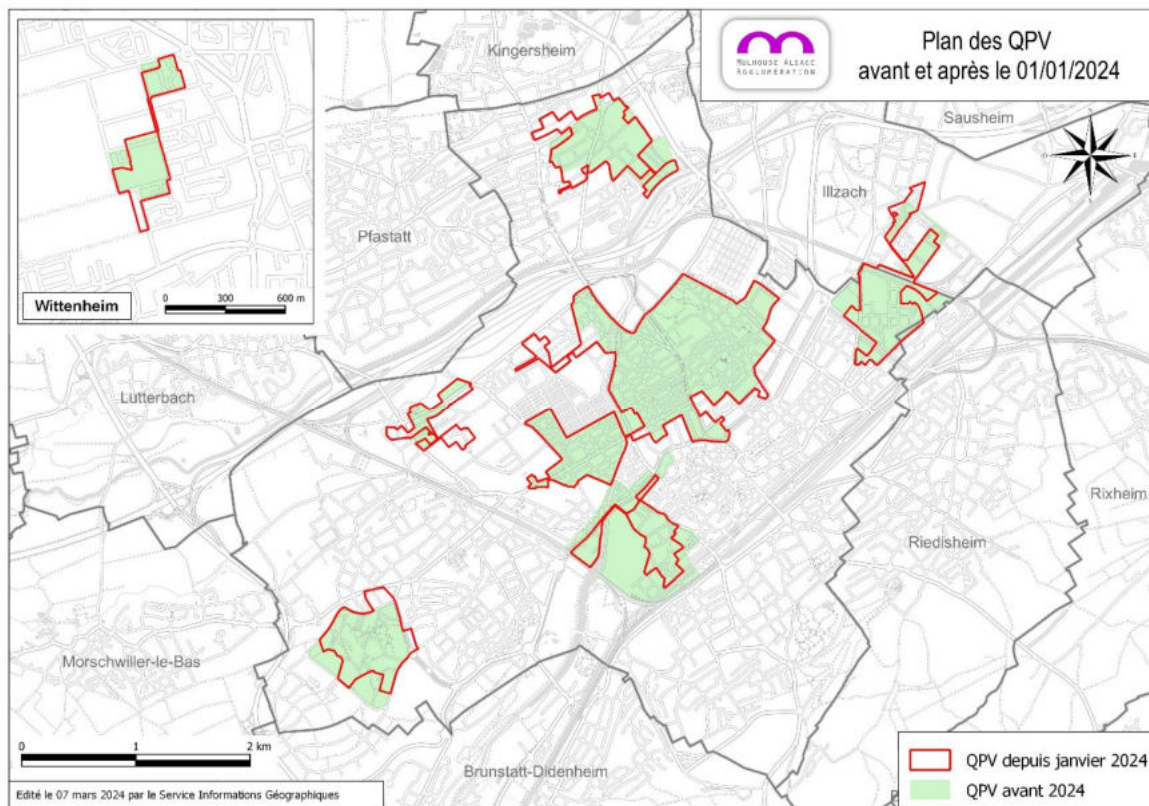 MULHOUSE ALSACE
AGGLOMÉRATION
Plan des QPV
avant et après le 01/01/2024
Kingersheim
Sausheim
Illzach
Pfastatt
Wittenheim
0 300 600 m
Lutterbach
Rixheim
Riedisheim
Morschwiller-le-Bas
0 1 2 km
Brunstatt-Didenheim
QPV depuis janvier 2024
QPV avant 2024
Edité le 07 mars 2024 par le Service Informations Géographiques